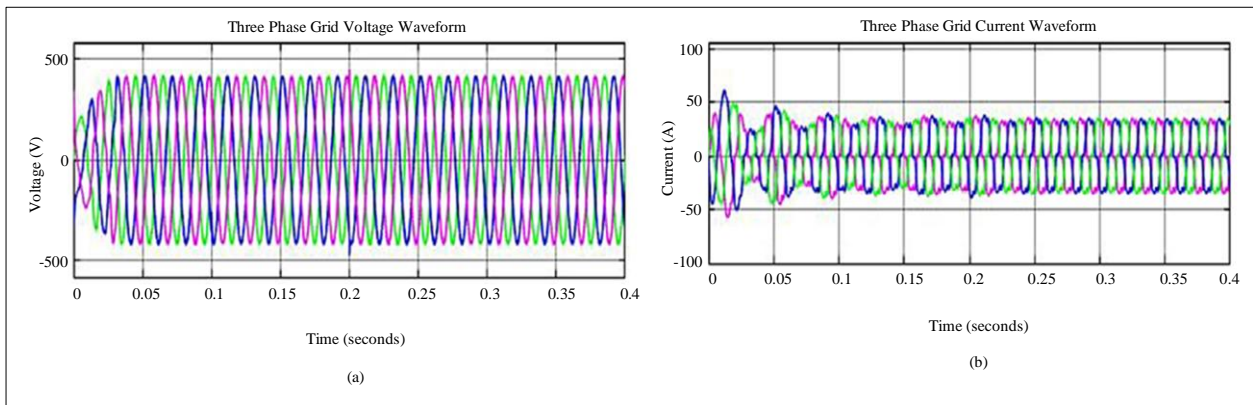 Three Phase Grid Voltage Waveform
500
0
-500
Voltage (V)
0 0.05 0.1 0.15 0.2 0.25 0.3 0.35 0.4
Time (seconds)
(a)
Three Phase Grid Current Waveform
100
50
0
-50
-100
Current (A)
0 0.05 0.1 0.15 0.2 0.25 0.3 0.35 0.4
Time (seconds)
(b)